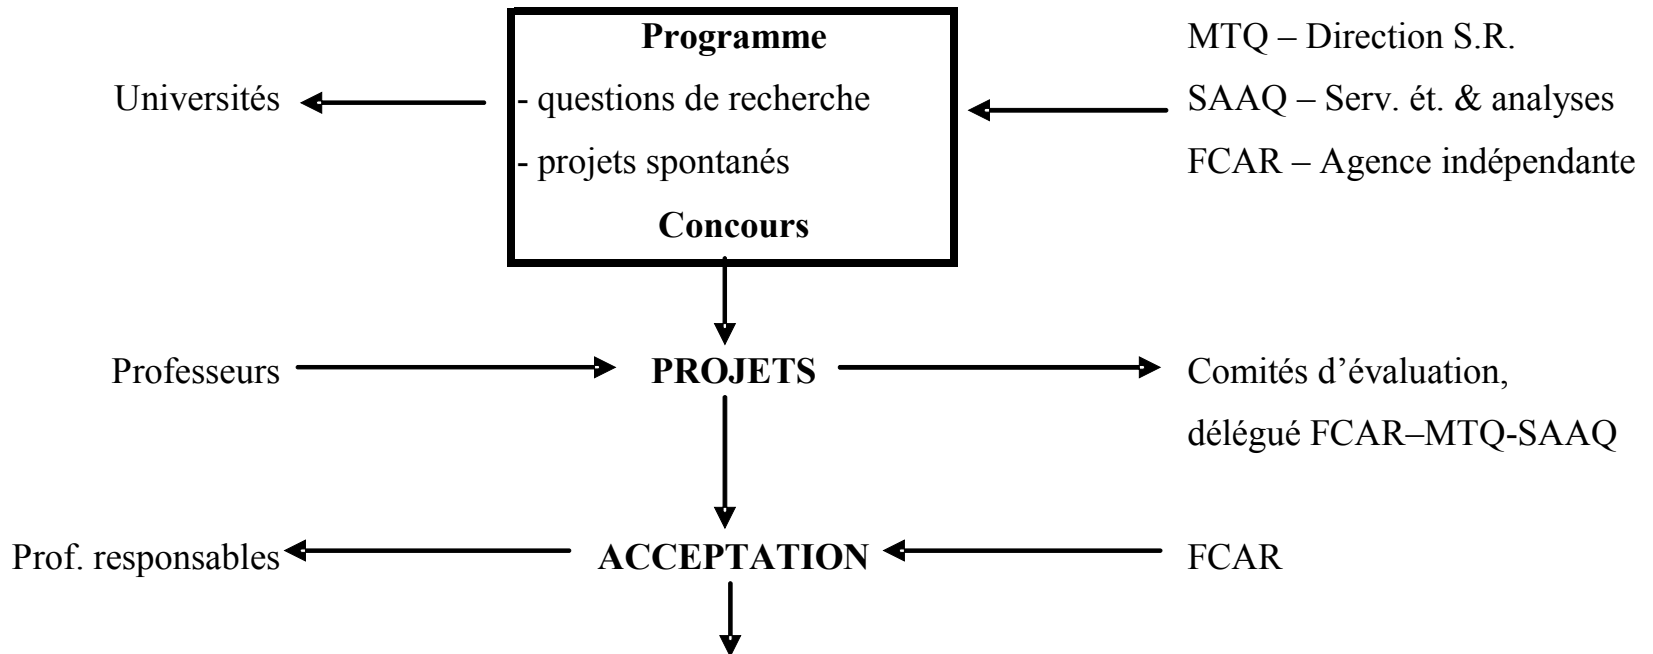 Programme
MTQ – Direction S.R.
Universités
- questions de recherche
SAAQ – Serv. ét. & analyses
- projets spontanés
FCAR – Agence indépendante
Concours
Professeurs
PROJETS
Comités d’évaluation,
délégué FCAR–MTQ-SAAQ
Prof. responsables
ACCEPTATION
FCAR